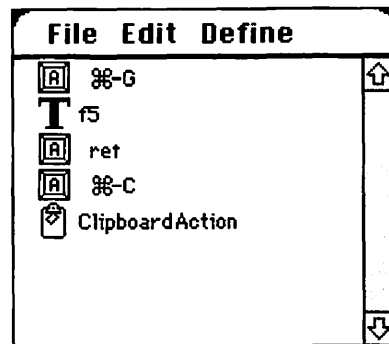 File Edit Define
A ⌘-G
T f5
A ret
A ⌘-C
ClipboardAction